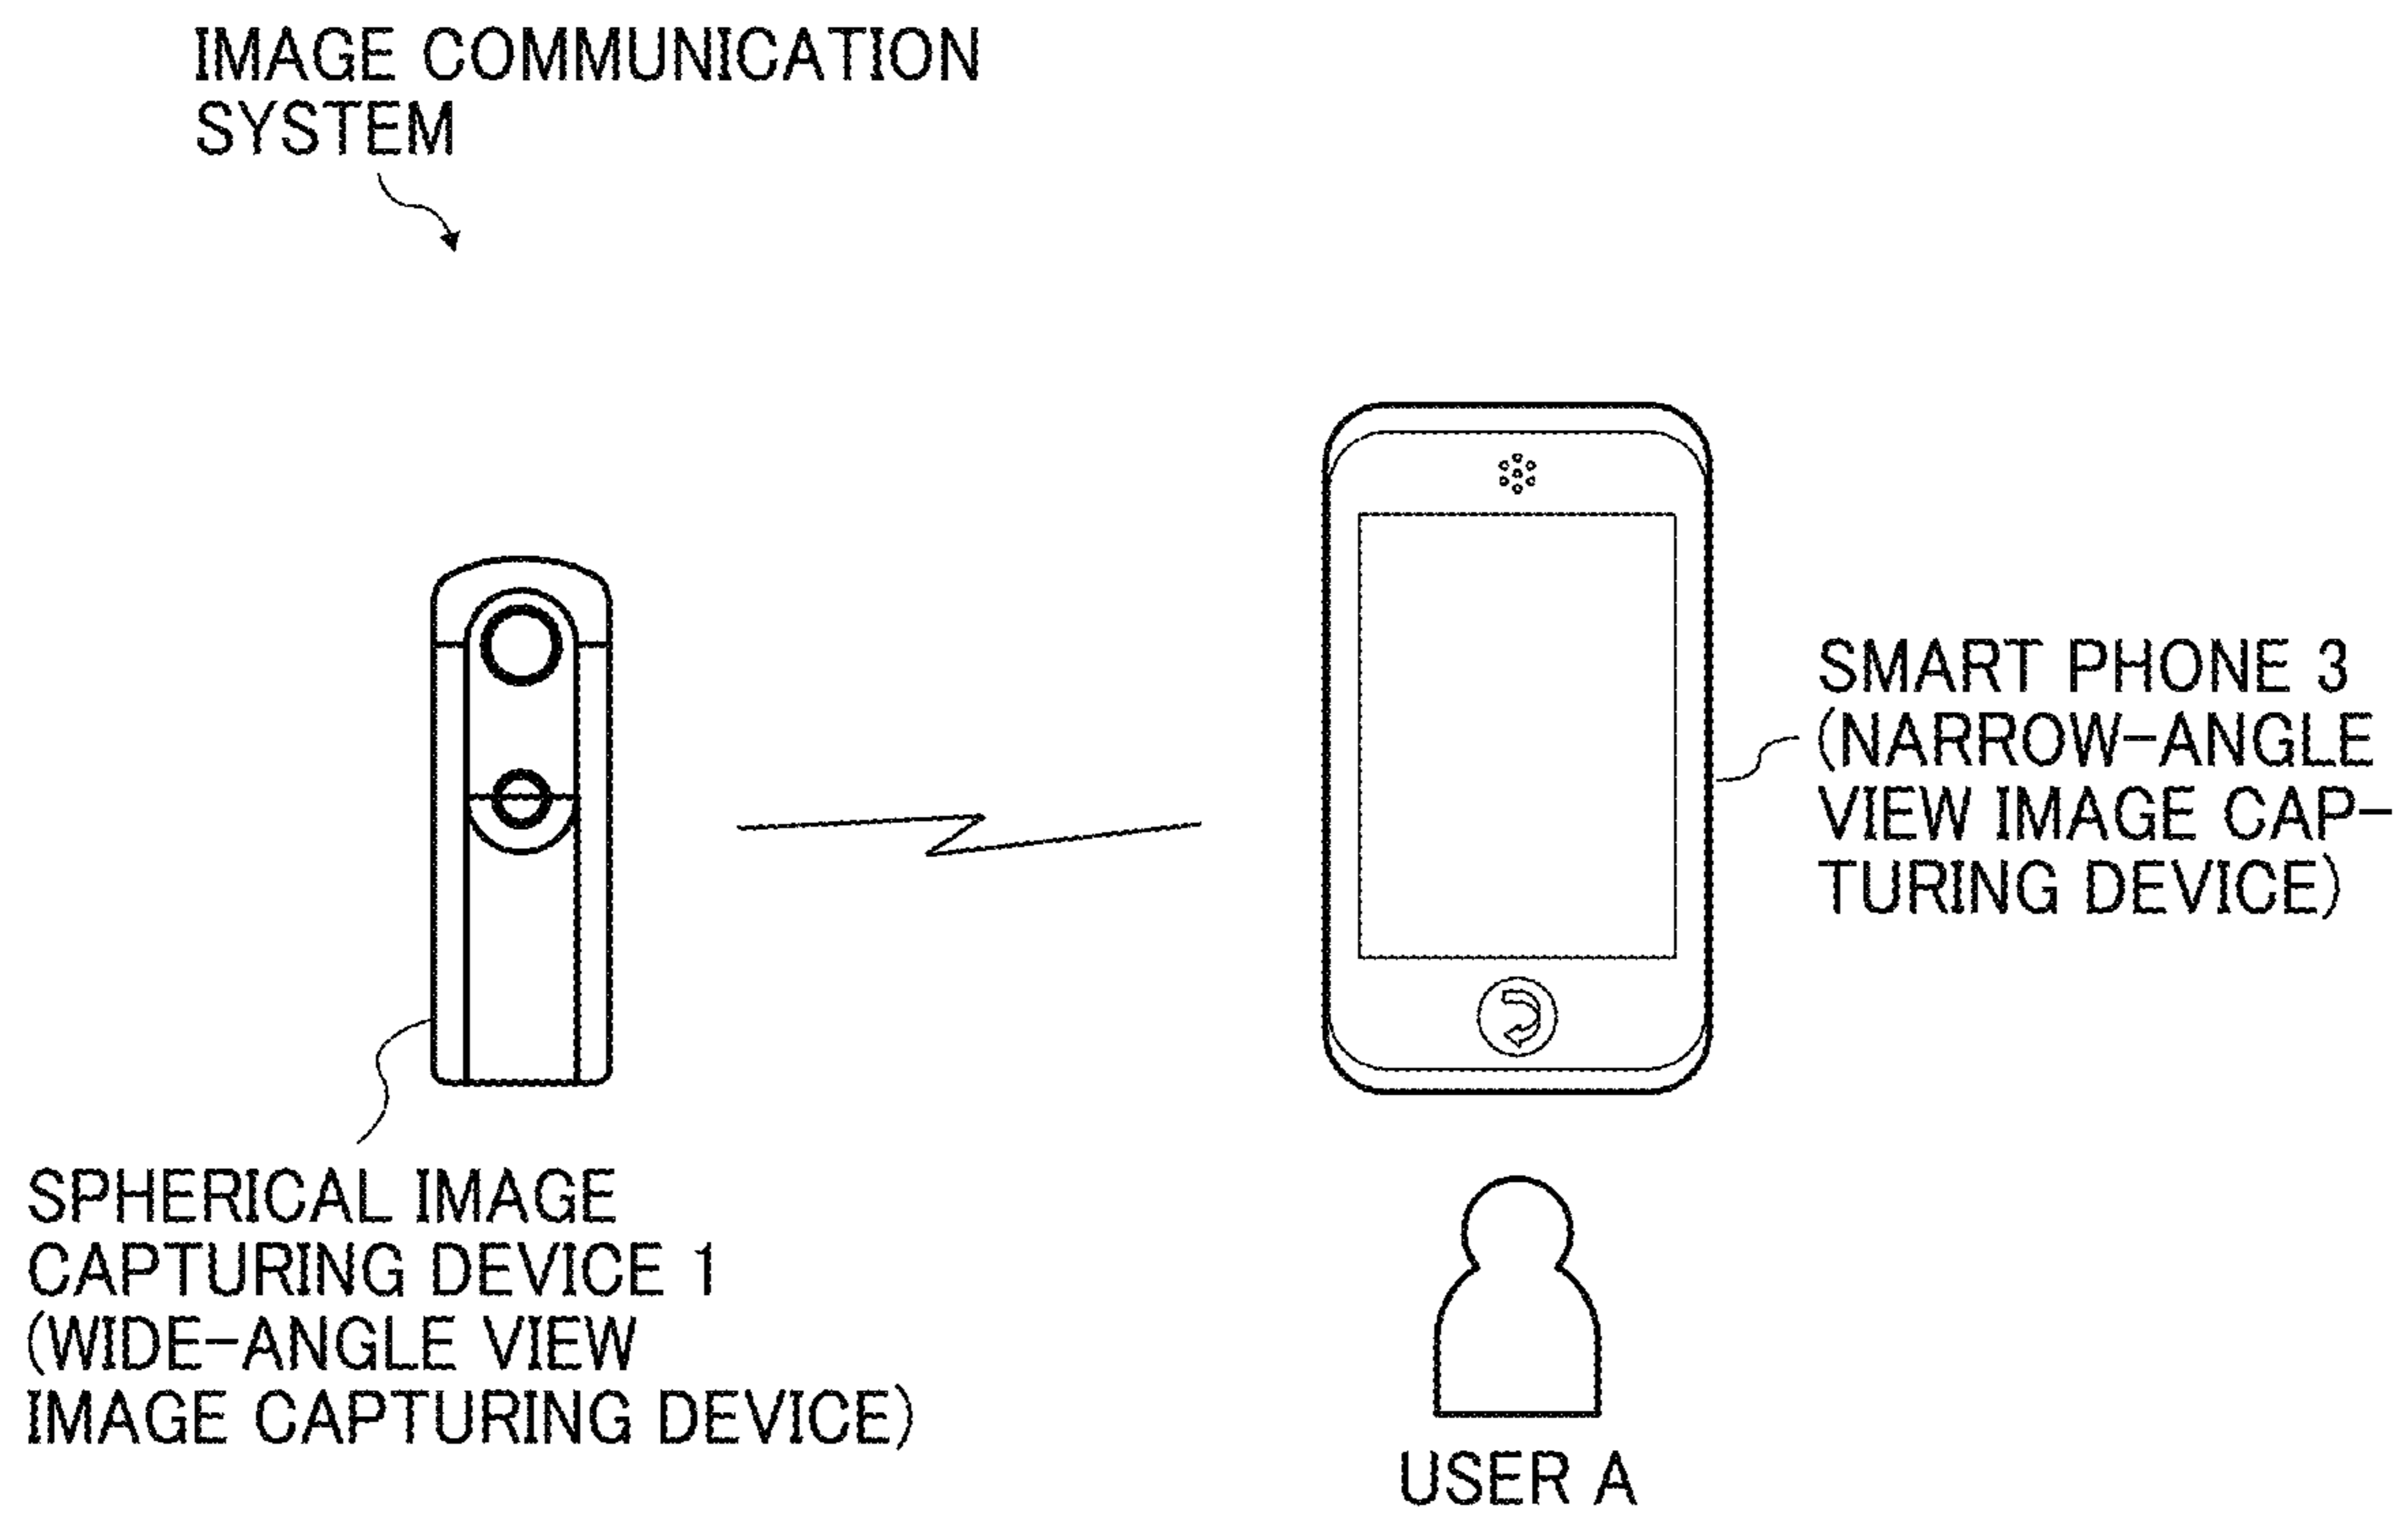 IMAGE COMMUNICATION
SYSTEM
SMART PHONE 3
(NARROW-ANGLE
VIEW IMAGE CAP-
TURING DEVICE)
SPHERICAL IMAGE
CAPTURING DEVICE 1
(WIDE-ANGLE VIEW
IMAGE CAPTURING DEVICE)
USER A